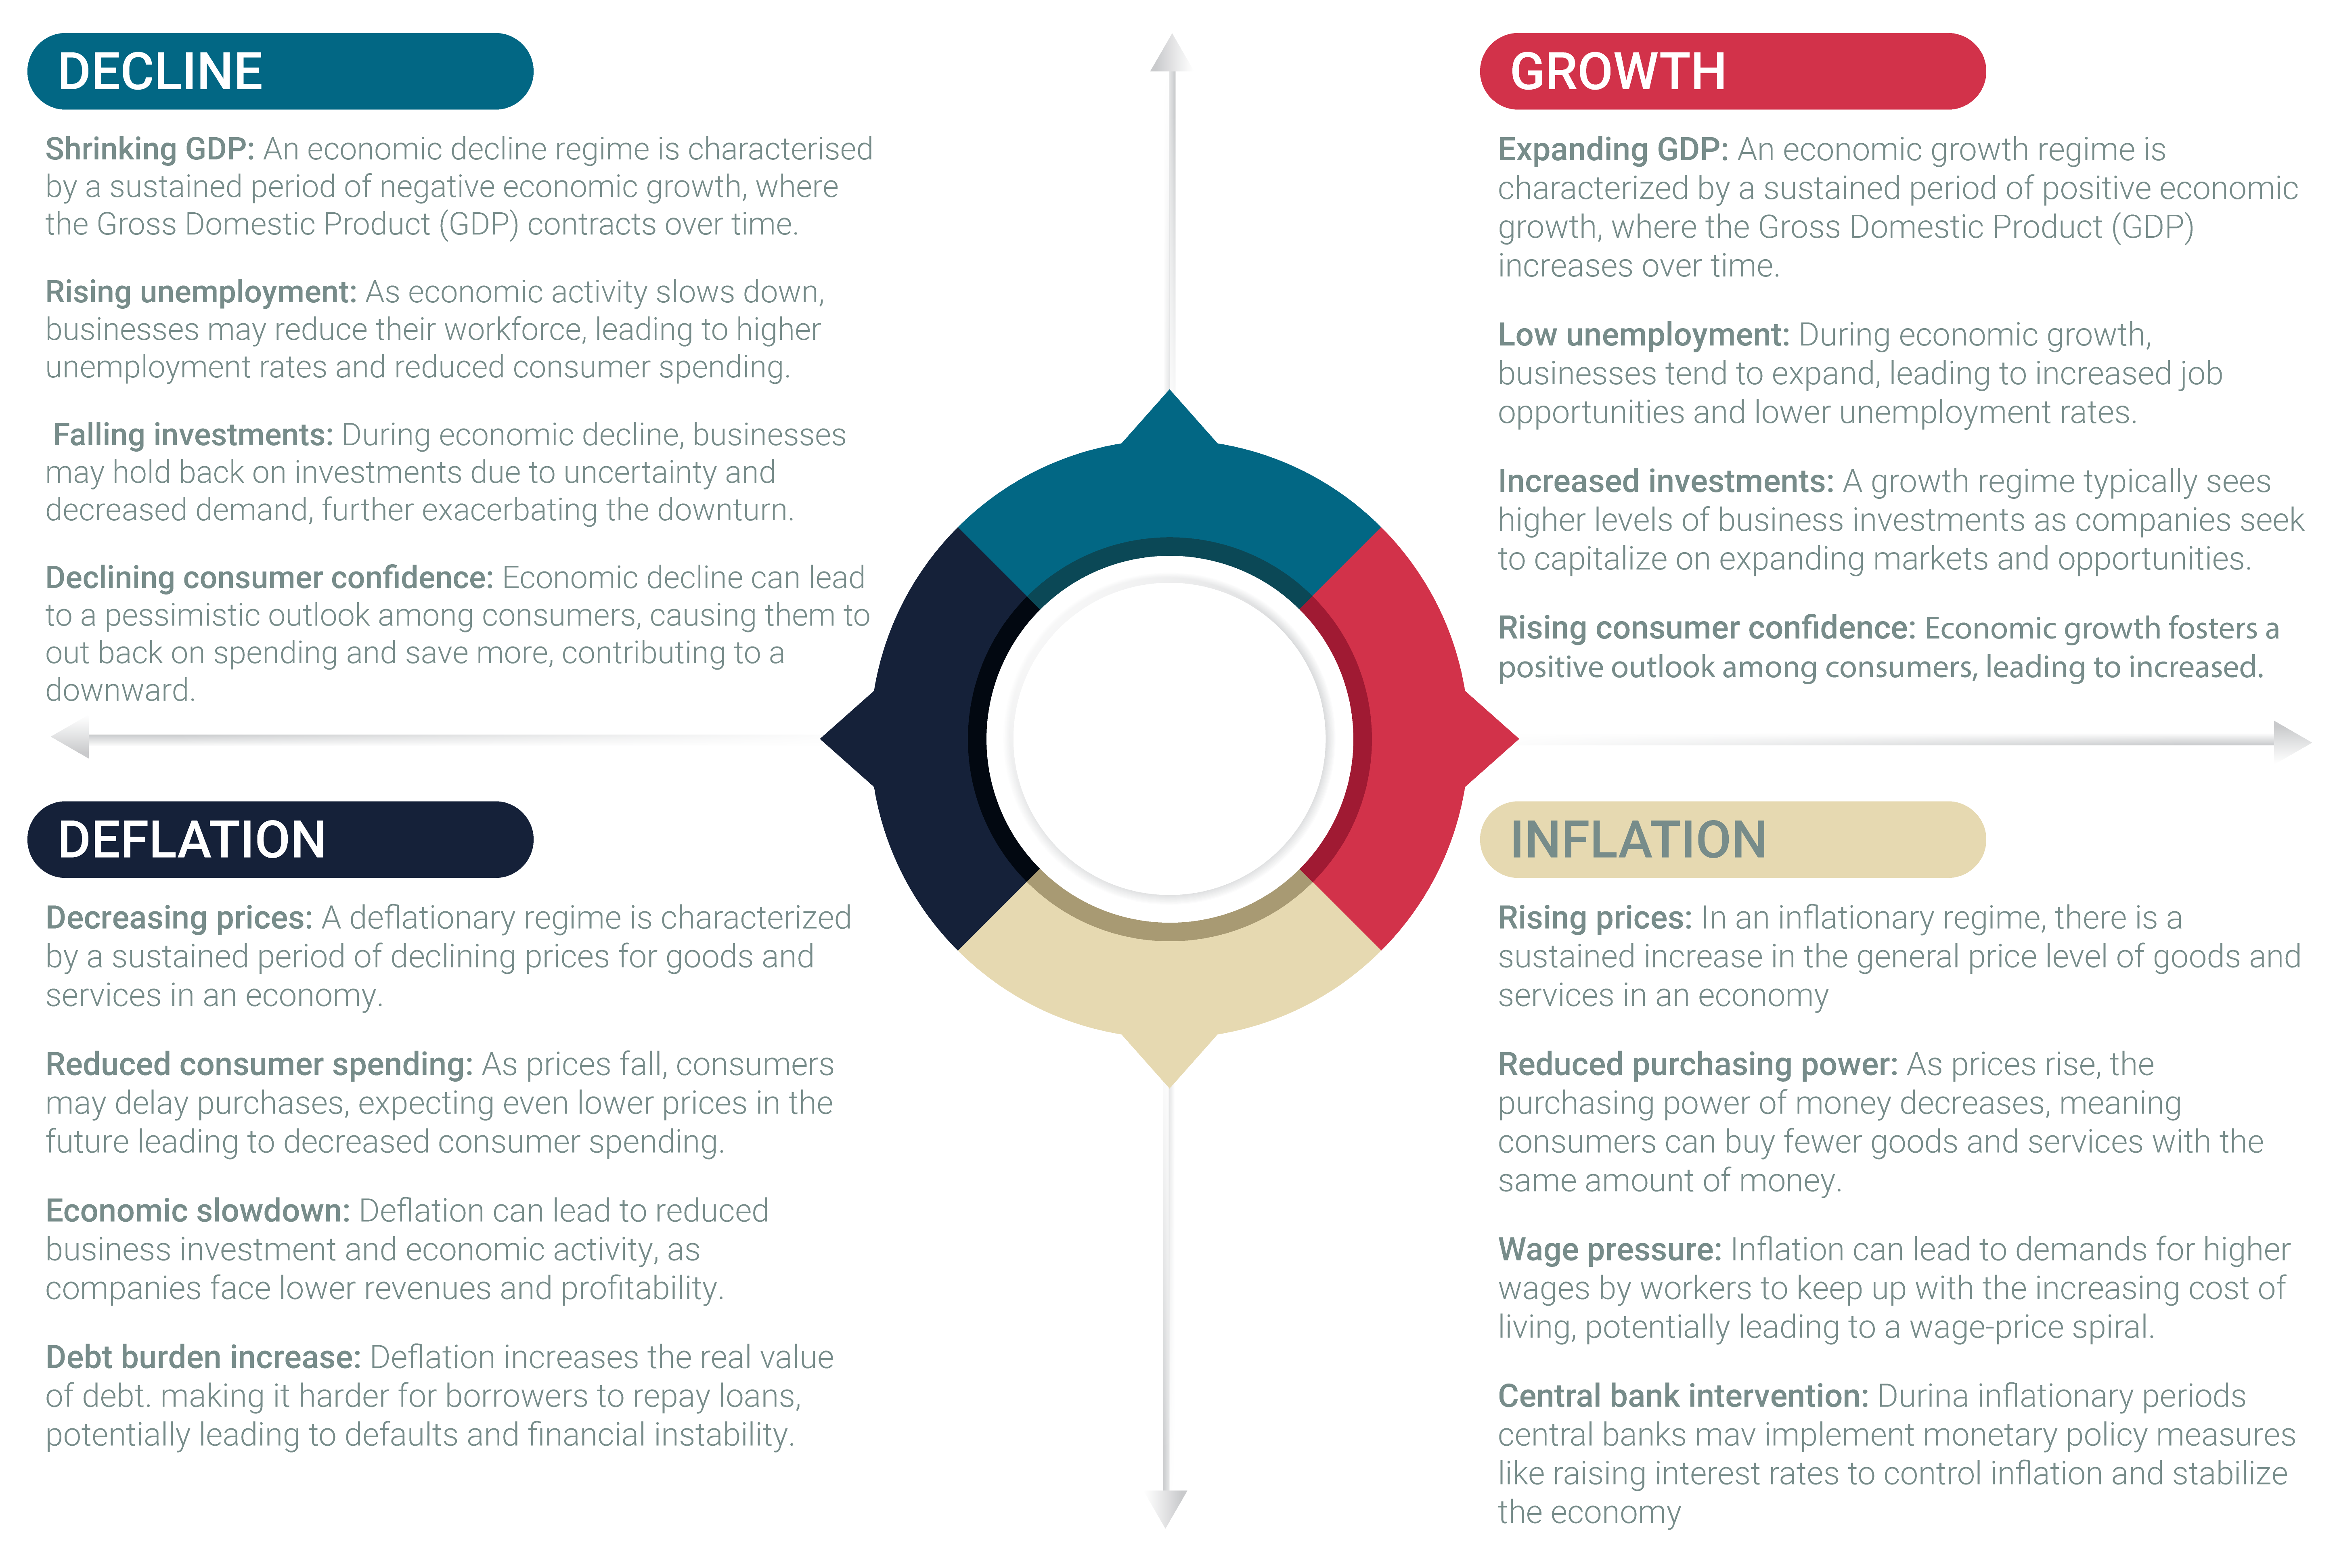 DECLINE
Shrinking GDP: An economic decline regime is characterised
by a sustained period of negative economic growth, where
the Gross Domestic Product (GDP) contracts over time.
Rising unemployment: As economic activity slows down,
businesses may reduce their workforce, leading to higher
unemployment rates and reduced consumer spending.
Falling investments: During economic decline, businesses
may hold back on investments due to uncertainty and
decreased demand, further exacerbating the downturn.
Declining consumer confidence: Economic decline can lead
to a pessimistic outlook among consumers, causing them to
out back on spending and save more, contributing to a
downward.
GROWTH
Expanding GDP: An economic growth regime is
characterized by a sustained period of positive economic
growth, where the Gross Domestic Product (GDP)
increases over time.
Low unemployment: During economic growth,
businesses tend to expand, leading to increased job
opportunities and lower unemployment rates.
Increased investments: A growth regime typically sees
higher levels of business investments as companies seek
to capitalize on expanding markets and opportunities.
Rising consumer confidence: Economic growth fosters a
positive outlook among consumers, leading to increased.
DEFLATION
Decreasing prices: A deflationary regime is characterized
by a sustained period of declining prices for goods and
services in an economy.
Reduced consumer spending: As prices fall, consumers
may delay purchases, expecting even lower prices in the
future leading to decreased consumer spending.
Economic slowdown: Deflation can lead to reduced
business investment and economic activity, as
companies face lower revenues and profitability.
Debt burden increase: Deflation increases the real value
of debt. making it harder for borrowers to repay loans,
potentially leading to defaults and financial instability.
INFLATION
Rising prices: In an inflationary regime, there is a
sustained increase in the general price level of goods and
services in an economy
Reduced purchasing power: As prices rise, the
purchasing power of money decreases, meaning
consumers can buy fewer goods and services with the
same amount of money.
Wage pressure: Inflation can lead to demands for higher
wages by workers to keep up with the increasing cost of
living, potentially leading to a wage-price spiral.
Central bank intervention: Durina inflationary periods
central banks mav implement monetary policy measures
like raising interest rates to control inflation and stabilize
the economy